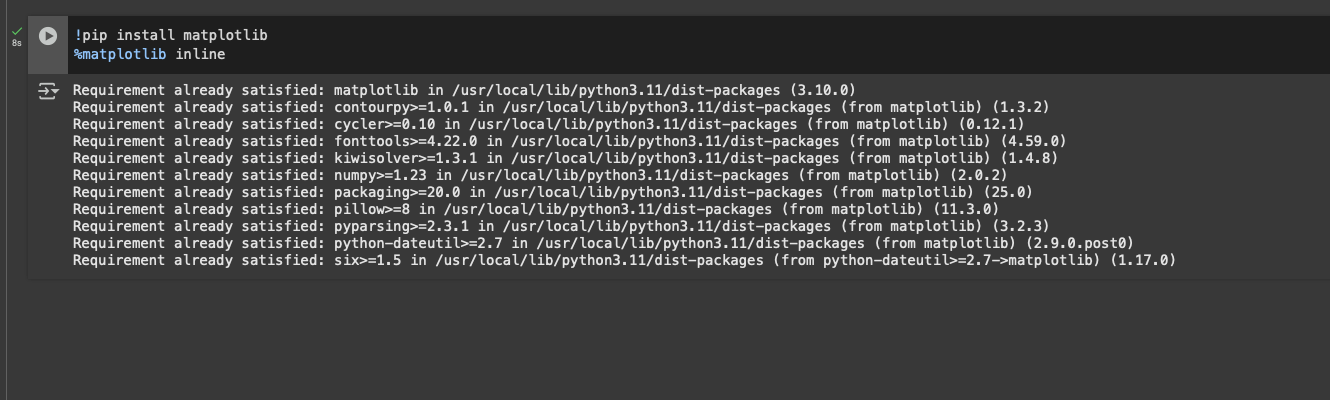 8s
!pip install matplotlib
%matplotlib inline
Requirement already satisfied: matplotlib in /usr/local/lib/python3.11/dist-packages (3.10.0)
Requirement already satisfied: contourpy>=1.0.1 in /usr/local/lib/python3.11/dist-packages (from matplotlib) (1.3.2)
Requirement already satisfied: cycler>=0.10 in /usr/local/lib/python3.11/dist-packages (from matplotlib) (0.12.1)
Requirement already satisfied: fonttools>=4.22.0 in /usr/local/lib/python3.11/dist-packages (from matplotlib) (4.59.0)
Requirement already satisfied: kiwisolver>=1.3.1 in /usr/local/lib/python3.11/dist-packages (from matplotlib) (1.4.8)
Requirement already satisfied: numpy>=1.23 in /usr/local/lib/python3.11/dist-packages (from matplotlib) (2.0.2)
Requirement already satisfied: packaging>=20.0 in /usr/local/lib/python3.11/dist-packages (from matplotlib) (25.0)
Requirement already satisfied: pillow>=8 in /usr/local/lib/python3.11/dist-packages (from matplotlib) (11.3.0)
Requirement already satisfied: pyparsing>=2.3.1 in /usr/local/lib/python3.11/dist-packages (from matplotlib) (3.2.3)
Requirement already satisfied: python-dateutil>=2.7 in /usr/local/lib/python3.11/dist-packages (from matplotlib) (2.9.0.post0)
Requirement already satisfied: six>=1.5 in /usr/local/lib/python3.11/dist-packages (from python-dateutil>=2.7->matplotlib) (1.17.0)